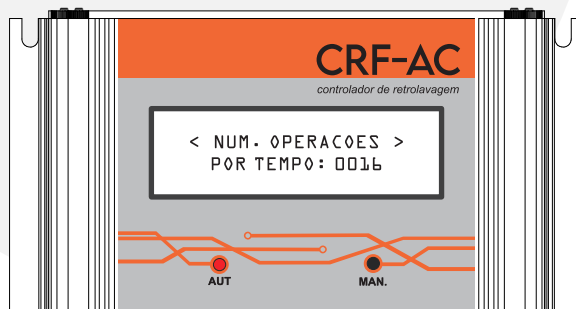 CRF-AC
controlador de retrolavagem
< NUM. OPERACOES >
POR TEMPO: 0016
AUT
MAN.